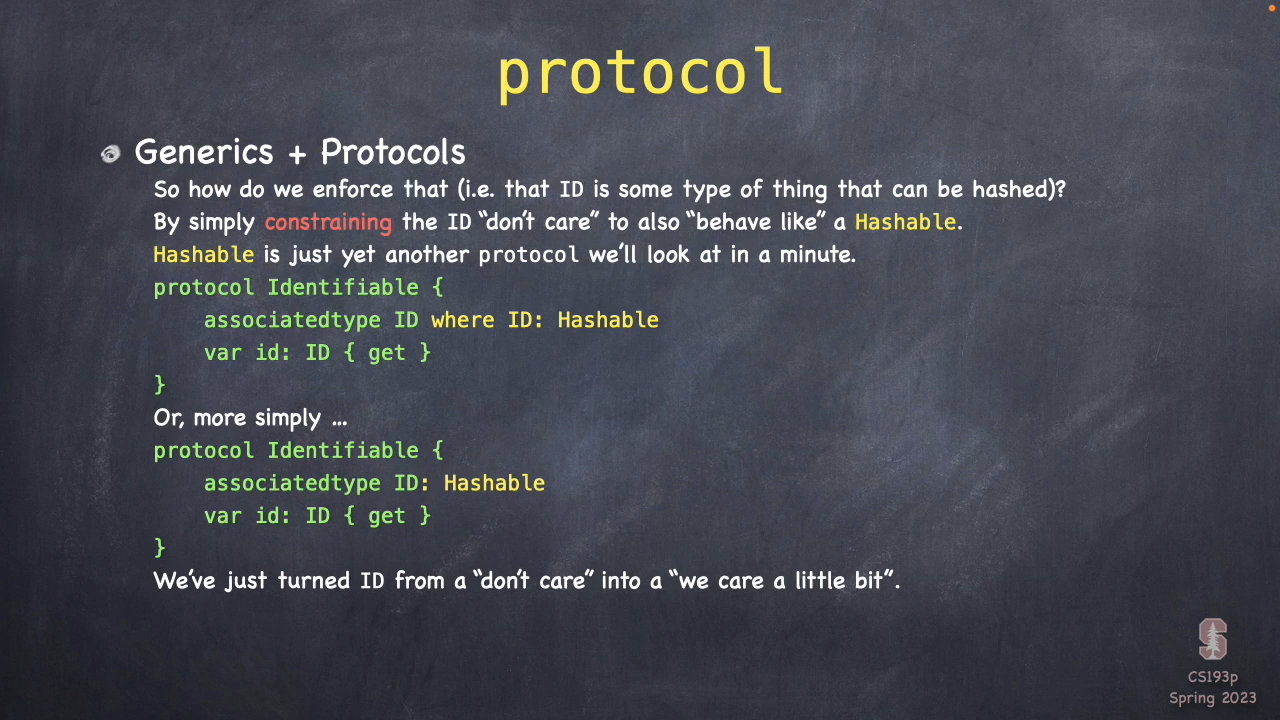 protocol
Generics + Protocols
So how do we enforce that (i.e. that ID is some type of thing that can be hashed)?
By simply constraining the ID “don’t care” to also “behave like” a Hashable.
Hashable is just yet another protocol we’ll look at in a minute.
protocol Identifiable {
    associatedtype ID where ID: Hashable
    var id: ID { get }
}
Or, more simply ...
protocol Identifiable {
    associatedtype ID: Hashable
    var id: ID { get }
}
We’ve just turned ID from a “don’t care” into a “we care a little bit”.
S
CS193p
Spring 2023